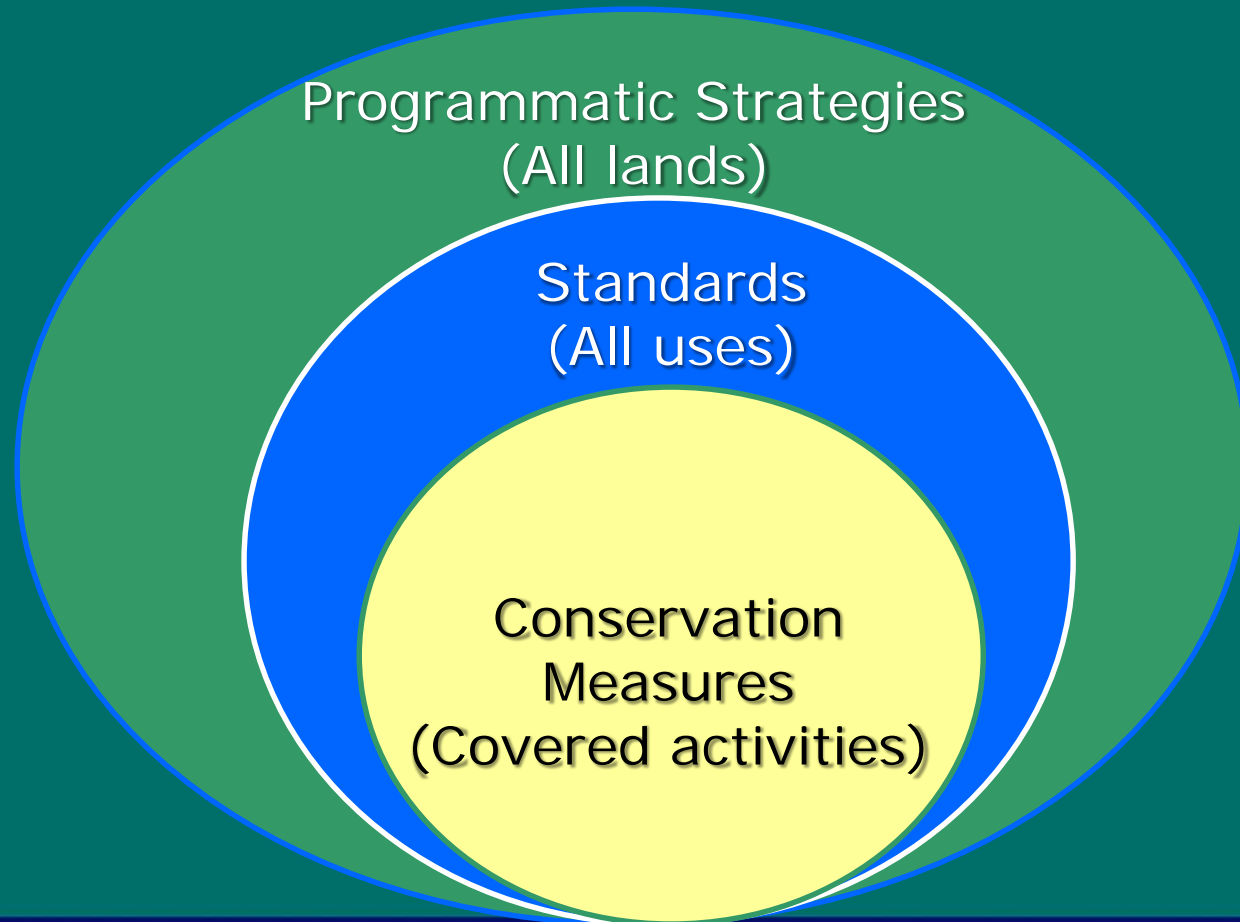 Programmatic Strategies
(All lands)
Standards
(All uses)
Conservation
Measures
(Covered activities)